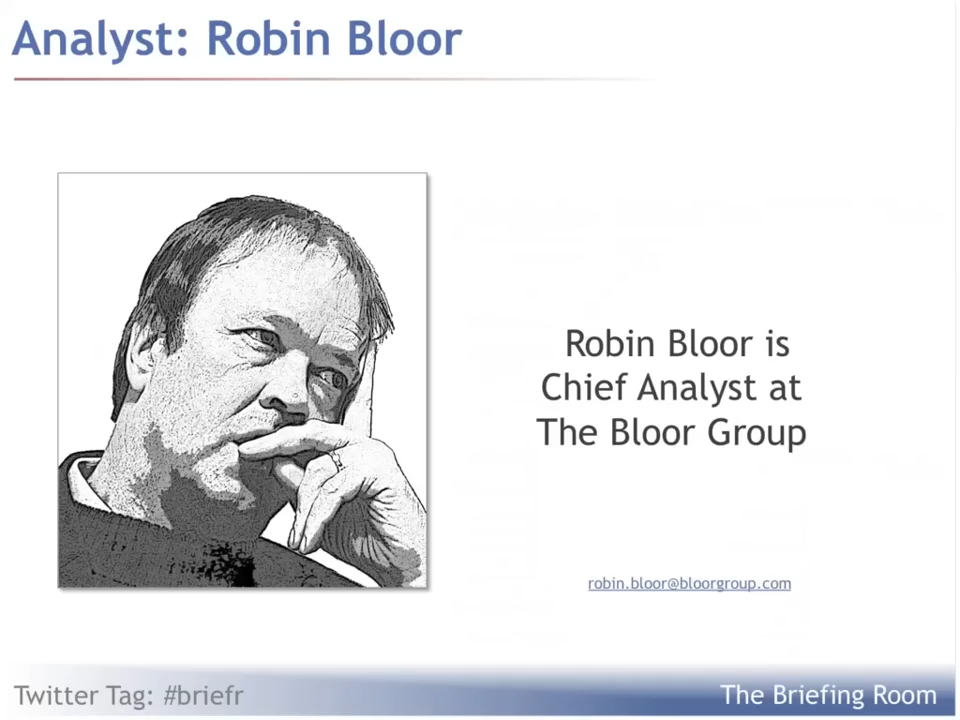 Analyst: Robin Bloor
Robin Bloor is
Chief Analyst at
The Bloor Group
robin.bloor@bloorgroup.com
Twitter Tag: #briefr
The Briefing Room